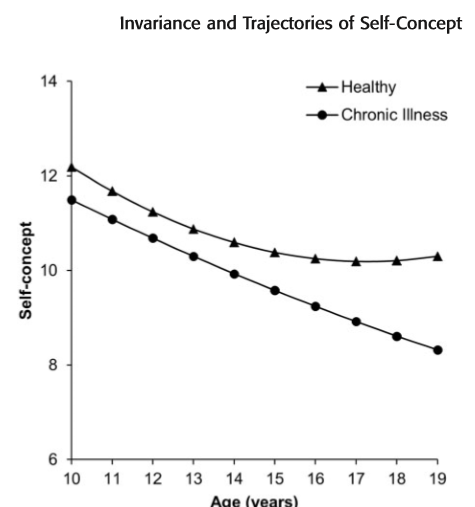 Invariance and Trajectories of Self-Concept
14
Healthy
Chronic Illness
12
Self-concept
10
8
6
10 11 12 13 14 15 16 17 18 19
Age (years)